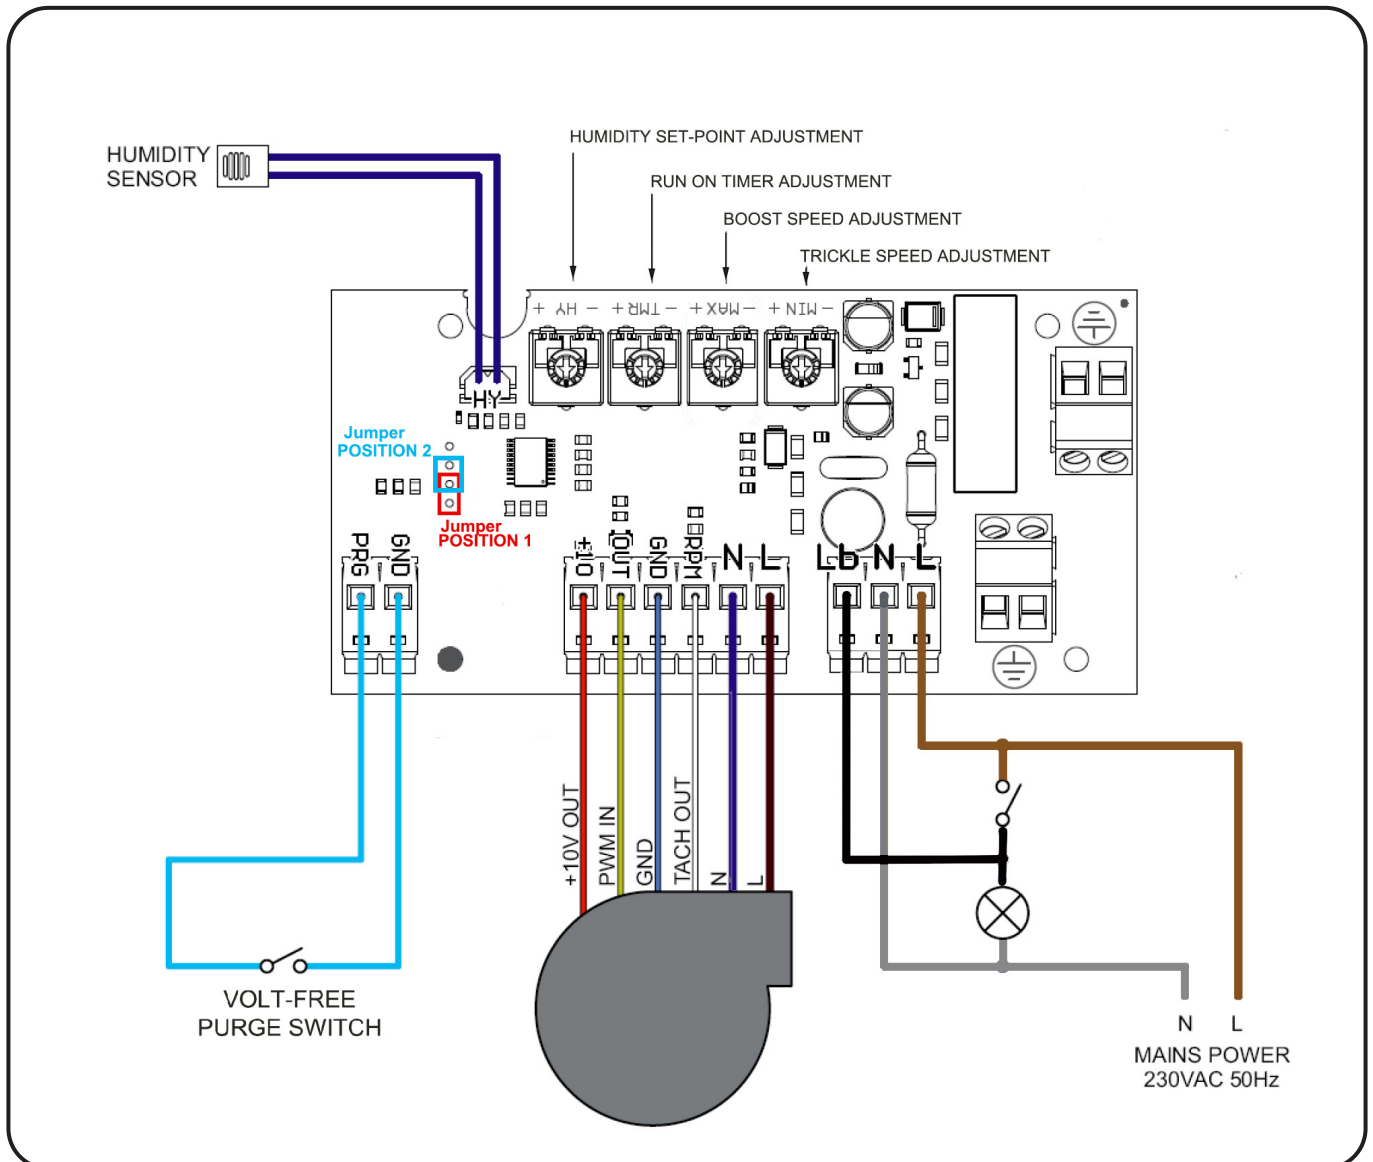 HUMIDITY SET-POINT ADJUSTMENT
HUMIDITY
SENSOR
RUN ON TIMER ADJUSTMENT
BOOST SPEED ADJUSTMENT
TRICKLE SPEED ADJUSTMENT
+ HY −
+ TMR −
+ MAX −
+ MIN −
HY
Jumper
POSITION 2
Jumper
POSITION 1
PRG
GND
+10
OUT
GND
RPM
N
L
Lb
N
L
+10V OUT
PWM IN
GND
TACH OUT
N
L
VOLT-FREE
PURGE SWITCH
N L
MAINS POWER
230VAC 50Hz